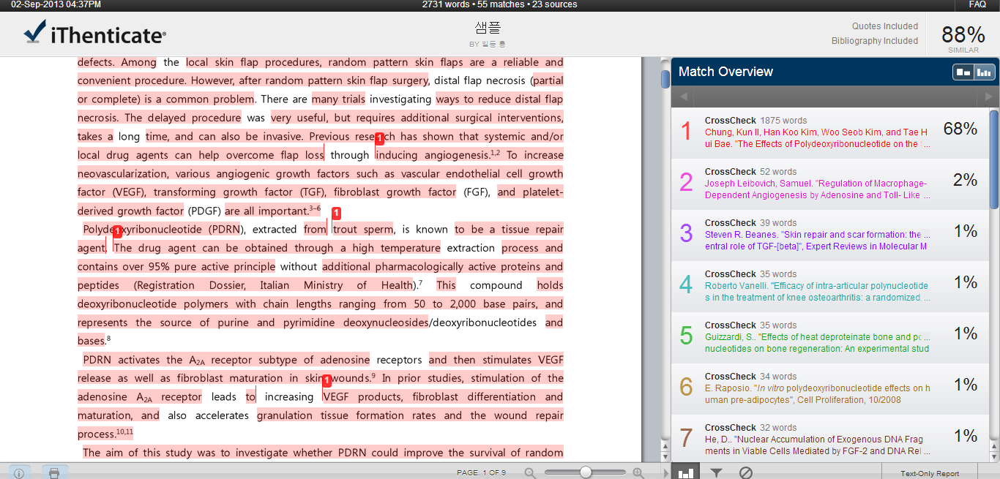 02-Sep-2013 04:37PM
2731 words • 55 matches • 23 sources
FAQ
iThenticate®
샘플
BY 길동 홍
Quotes Included
Bibliography Included
88%
SIMILAR
defects. Among the local skin flap procedures, random pattern skin flaps are a reliable and
convenient procedure. However, after random pattern skin flap surgery, distal flap necrosis (partial
or complete) is a common problem. There are many trials investigating ways to reduce distal flap
necrosis. The delayed procedure was very useful, but requires additional surgical interventions,
takes a long time, and can also be invasive. Previous rese 1 ch has shown that systemic and/or
local drug agents can help overcome flap loss through inducing angiogenesis.1,2 To increase
neovascularization, various angiogenic growth factors such as vascular endothelial cell growth
factor (VEGF), transforming growth factor (TGF), fibroblast growth factor (FGF), and platelet-
derived growth factor (PDGF) are all important.3–6
1
Polyde 1 xyribonucleotide (PDRN), extracted from trout sperm, is known to be a tissue repair
agent. The drug agent can be obtained through a high temperature extraction process and
contains over 95% pure active principle without additional pharmacologically active proteins and
peptides (Registration Dossier, Italian Ministry of Health).7 This compound holds
deoxyribonucleotide polymers with chain lengths ranging from 50 to 2,000 base pairs, and
represents the source of purine and pyrimidine deoxynucleosides/deoxyribonucleotides and
bases.8
PDRN activates the A2A receptor subtype of adenosine receptors and then stimulates VEGF
release as well as fibroblast maturation in skin 1 wounds.9 In prior studies, stimulation of the
adenosine A2A receptor leads to increasing VEGF products, fibroblast differentiation and
maturation, and also accelerates granulation tissue formation rates and the wound repair
process.10,11
The aim of this study was to investigate whether PDRN could improve the survival of random
Match Overview
1
CrossCheck 1875 words
Chung, Kun Il, Han Koo Kim, Woo Seob Kim, and Tae H
ui Bae. "The Effects of Polydeoxyribonucleotide on the ...
68%
2
CrossCheck 52 words
Joseph Leibovich, Samuel. "Regulation of Macrophage-
Dependent Angiogenesis by Adenosine and Toll- Like ...
2%
3
CrossCheck 39 words
Steven R. Beanes. "Skin repair and scar formation: the ...
entral role of TGF-[beta]", Expert Reviews in Molecular M
1%
4
CrossCheck 35 words
Roberto Vanelli. "Efficacy of intra-articular polynucleotide
s in the treatment of knee osteoarthritis: a randomized ...
1%
5
CrossCheck 35 words
Guizzardi, S.. "Effects of heat deproteinate bone and po ...
nucleotides on bone regeneration: An experimental stud
1%
6
CrossCheck 34 words
E. Raposio. "In vitro polydeoxyribonucleotide effects on h
uman pre-adipocytes", Cell Proliferation, 10/2008
1%
7
CrossCheck 32 words
He, D.. "Nuclear Accumulation of Exogenous DNA Frag
ments in Viable Cells Mediated by FGF-2 and DNA Rel ...
1%
PAGE: 1 OF 9
Text-Only Report